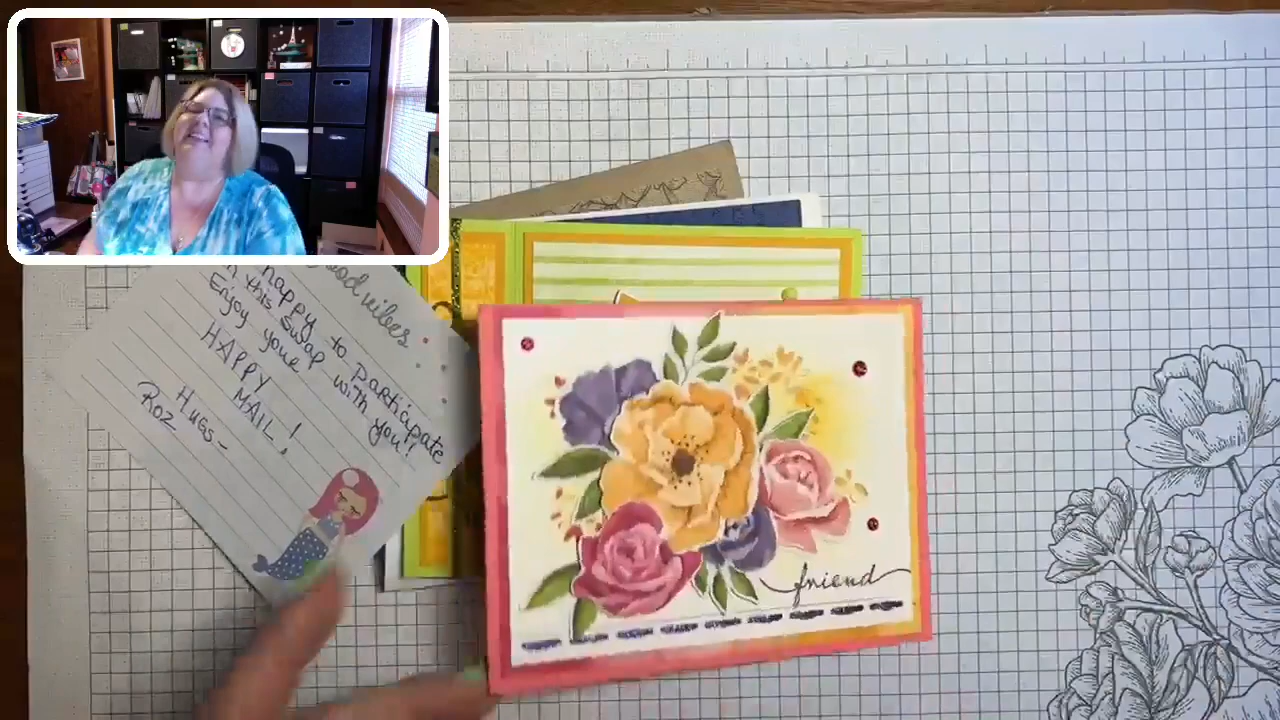 Good vibes
happy to participate
in this swap with you!!
Enjoy your
HAPPY
MAIL!
Hugs-
Roz
friend